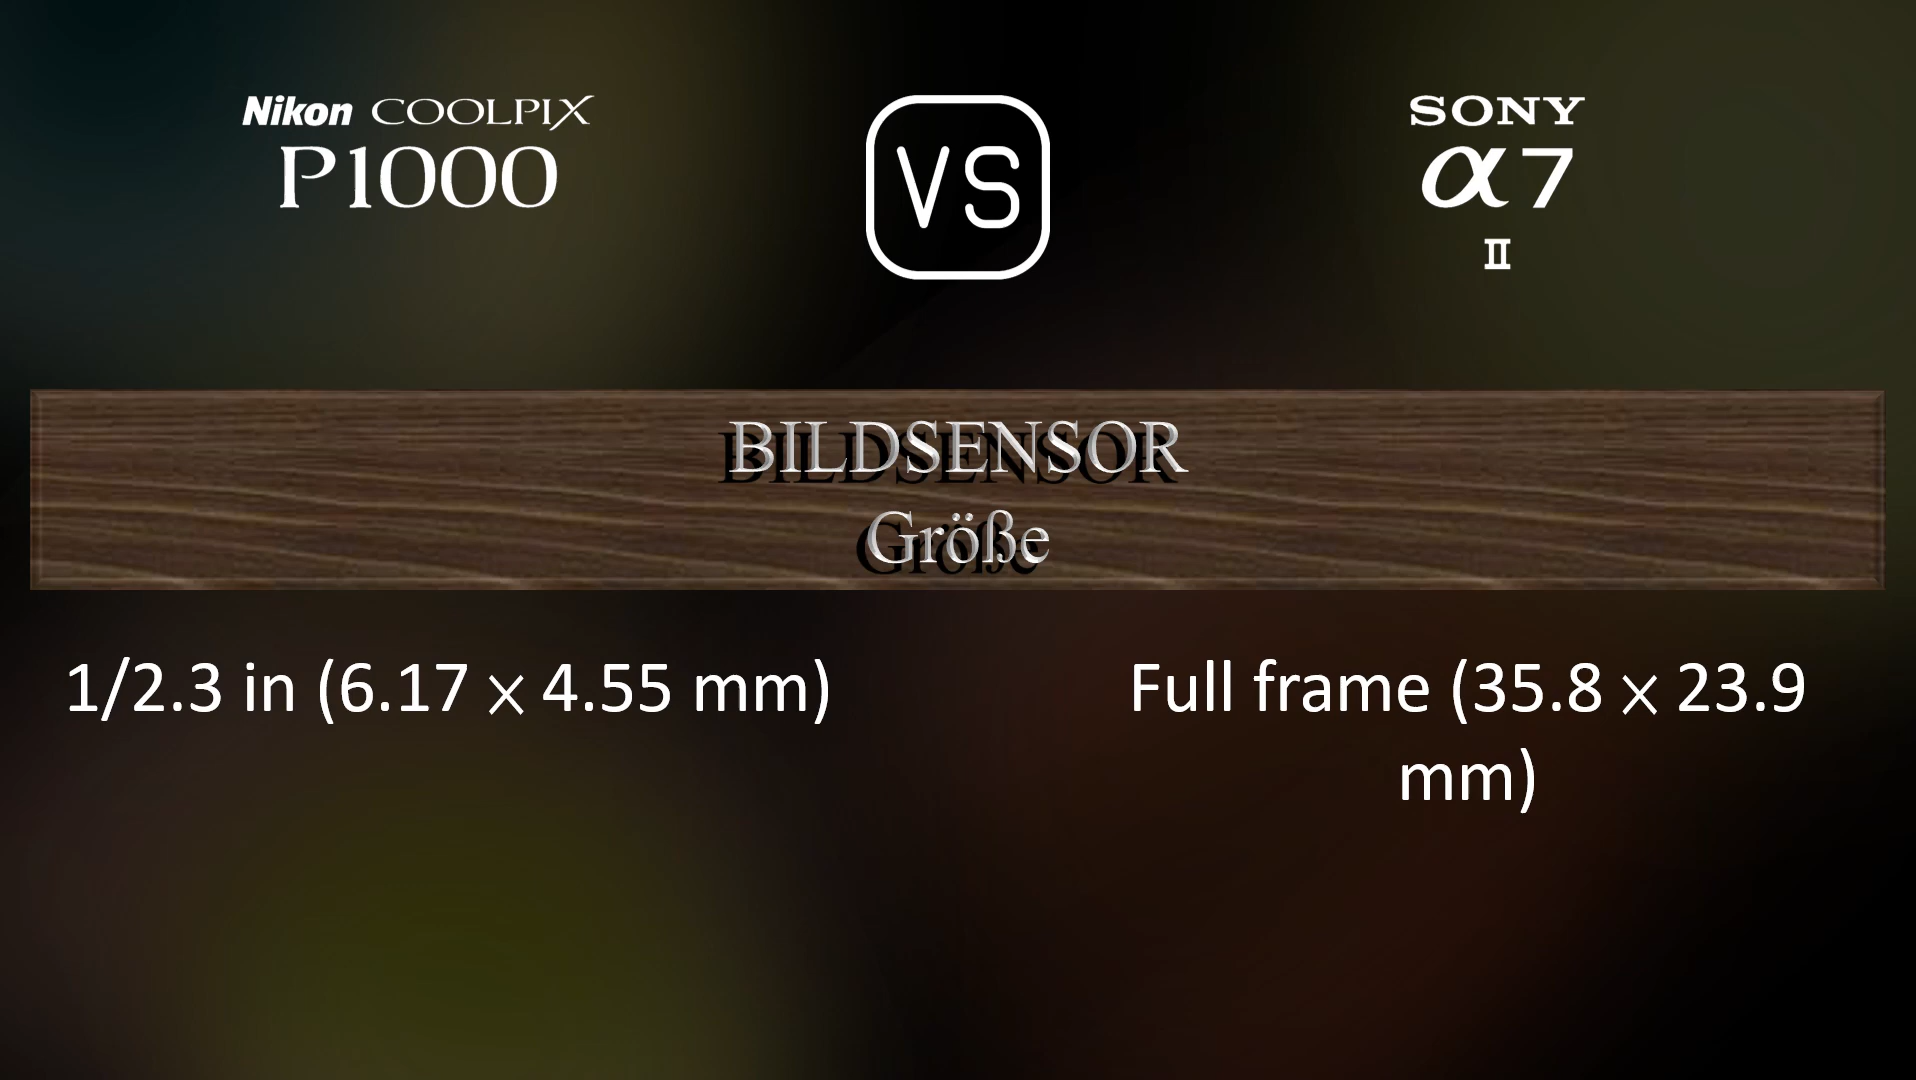 Nikon COOLPIX
P1000
VS
SONY
α7
II
BILDSENSOR
Größe
1/2.3 in (6.17 x 4.55 mm)
Full frame (35.8 x 23.9
mm)